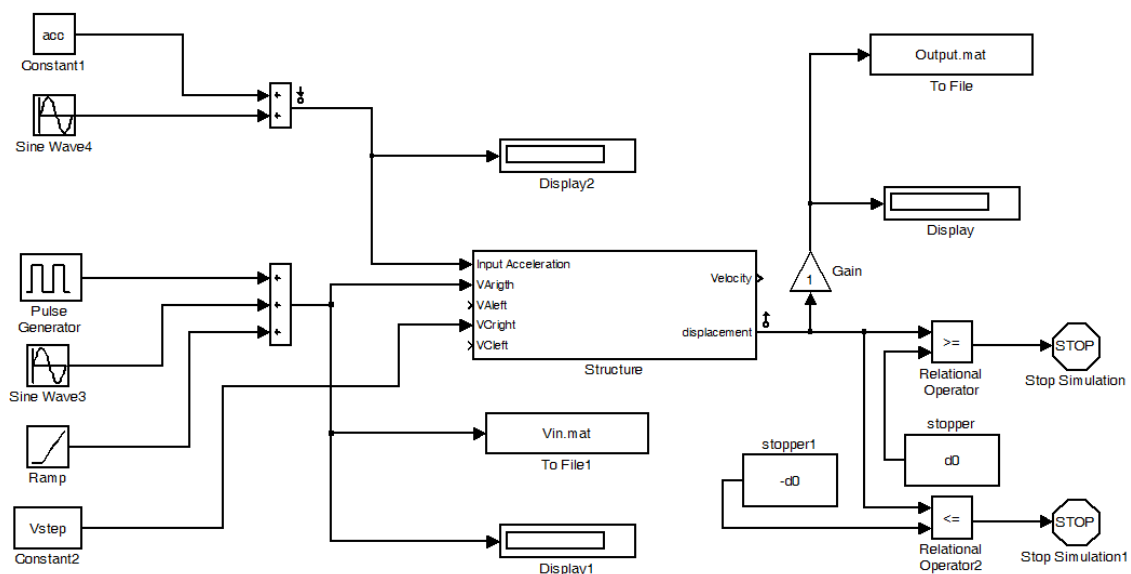 acc
Constant1
Sine Wave4
Output.mat
To File
Display2
Display
Pulse
Generator
Input Acceleration
VArigth
VAleft
VCright
VCleft
Velocity
displacement
Structure
1
Gain
>=
Relational
Operator
STOP
Stop Simulation
Sine Wave3
Ramp
Vin.mat
To File1
stopper
d0
stopper1
-d0
Vstep
Constant2
Display1
<=
Relational
Operator2
STOP
Stop Simulation1